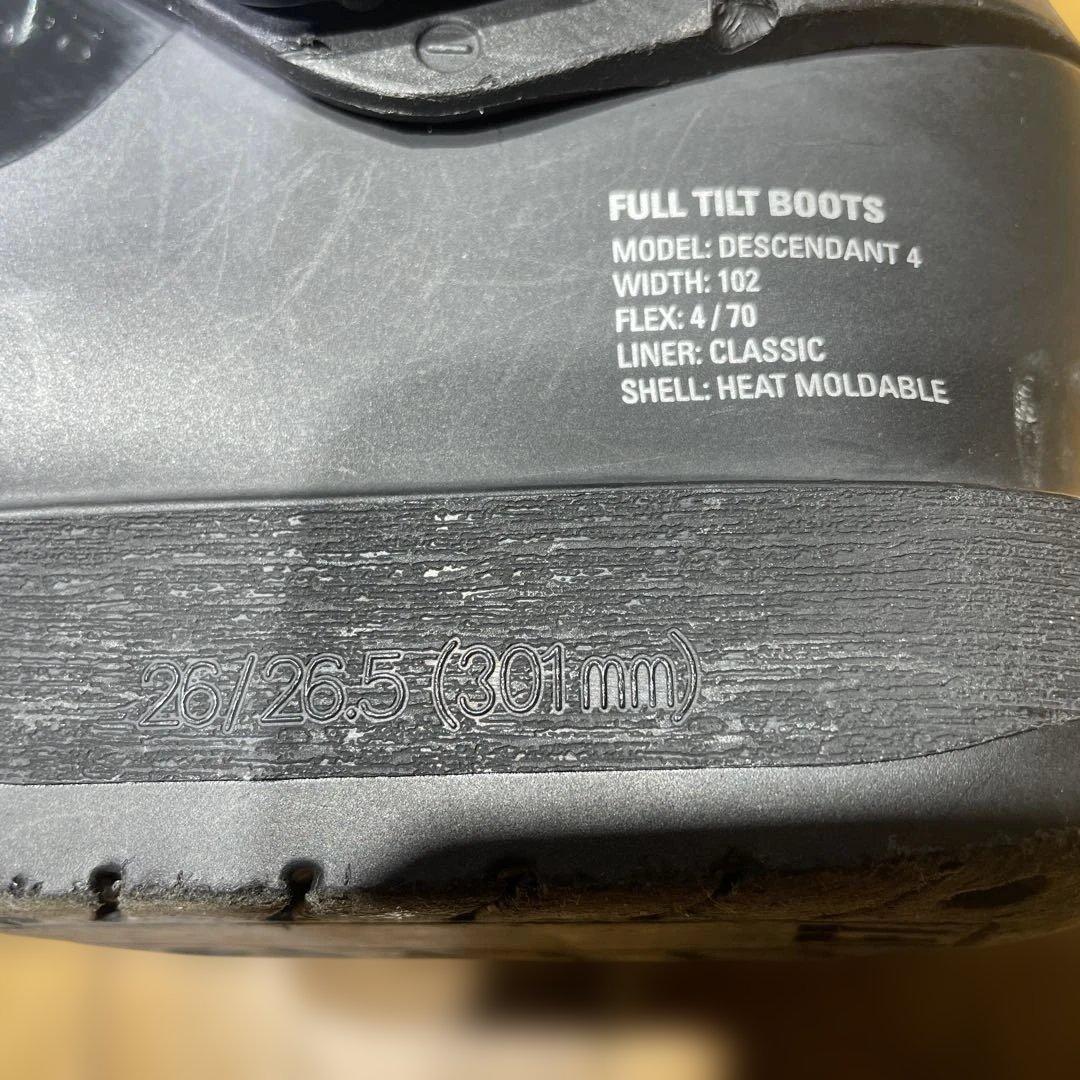 1
FULL TILT BOOTS
MODEL: DESCENDANT 4
WIDTH: 102
FLEX: 4 / 70
LINER: CLASSIC
SHELL: HEAT MOLDABLE
26/26.5 (301mm)